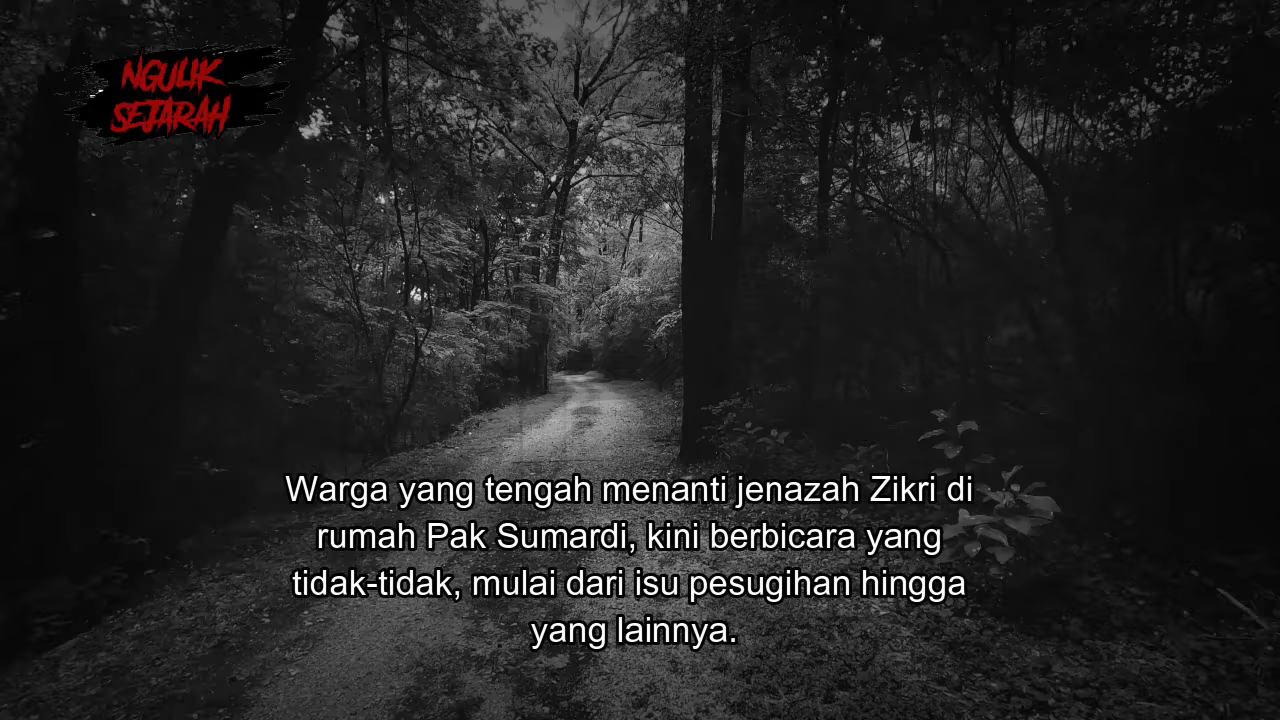 NGULIK
SEJARAH
Warga yang tengah menanti jenazah Zikri di
rumah Pak Sumardi, kini berbicara yang
tidak-tidak, mulai dari isu pesugihan hingga
yang lainnya.